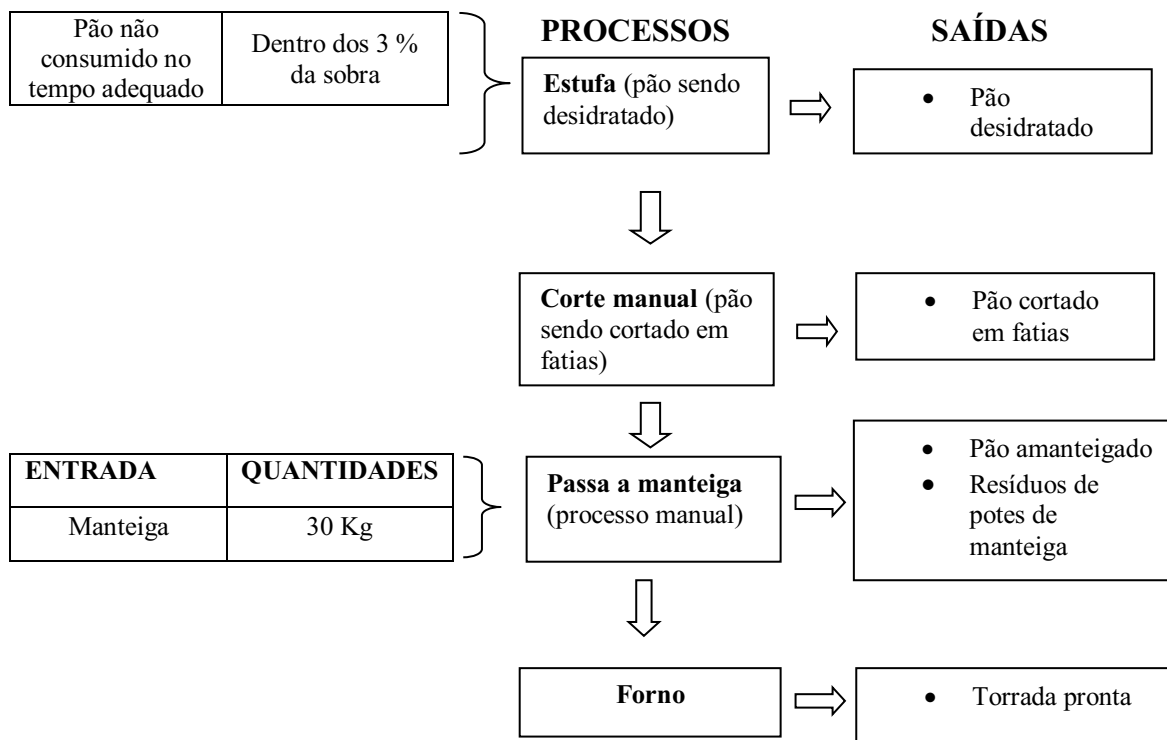 Pão não
consumido no
tempo adequado
Dentro dos 3 %
da sobra
PROCESSOS
SAÍDAS
Estufa (pão sendo
desidratado)
• Pão
desidratado
Corte manual (pão
sendo cortado em
fatias)
• Pão cortado
em fatias
ENTRADA
QUANTIDADES
Manteiga
30 Kg
Passa a manteiga
(processo manual)
• Pão amanteigado
• Resíduos de
potes de
manteiga
Forno
• Torrada pronta